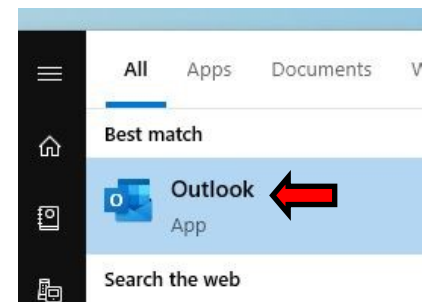 All Apps Documents
Best match
Outlook
App
Search the web